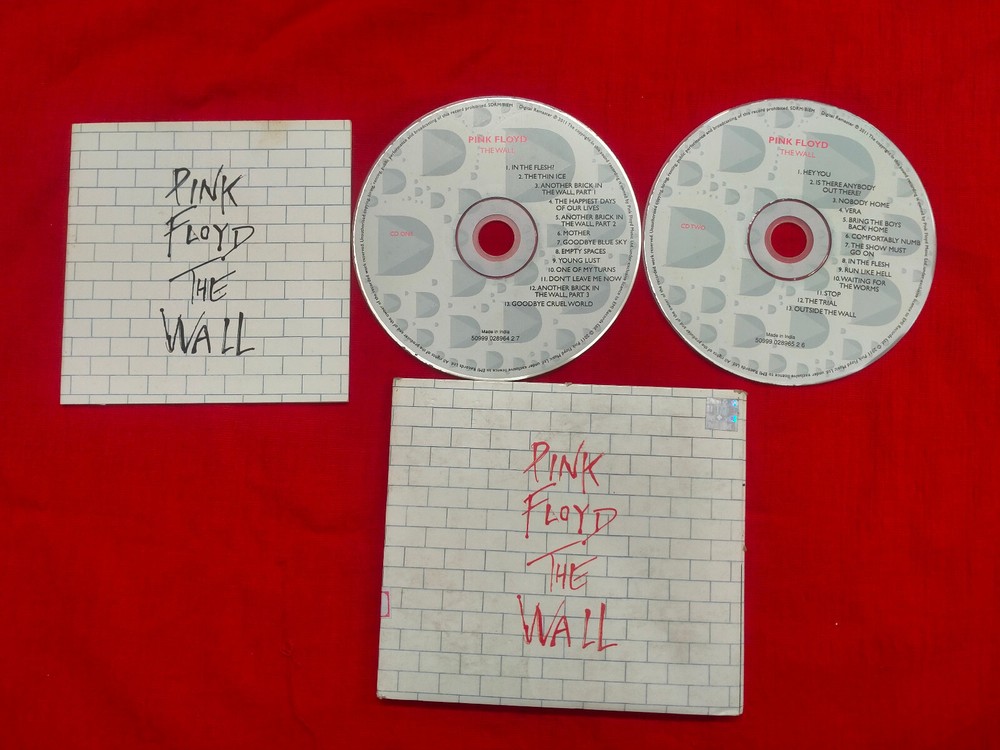 PINK
FLOYD
THE
WALL
PINK FLOYD
THE WALL
1. IN THE FLESH?
2. THE THIN ICE
3. ANOTHER BRICK IN
THE WALL, PART 1
4. THE HAPPIEST DAYS
OF OUR LIVES
5. ANOTHER BRICK IN
THE WALL, PART 2
6. MOTHER
7. GOODBYE BLUE SKY
8. EMPTY SPACES
9. YOUNG LUST
10. ONE OF MY TURNS
11. DON'T LEAVE ME NOW
12. ANOTHER BRICK IN
THE WALL, PART 3
13. GOODBYE CRUEL WORLD
CD ONE
Made in India
50999 028964 2 7
PINK FLOYD
THE WALL
1. HEY YOU
2. IS THERE ANYBODY
OUT THERE?
3. NOBODY HOME
4. VERA
5. BRING THE BOYS
BACK HOME
6. COMFORTABLY NUMB
7. THE SHOW MUST
GO ON
8. IN THE FLESH
9. RUN LIKE HELL
10. WAITING FOR
THE WORMS
11. STOP
12. THE TRIAL
13. OUTSIDE THE WALL
CD TWO
Made in India
50999 028965 2 6
PINK
FLOYD
THE
WALL